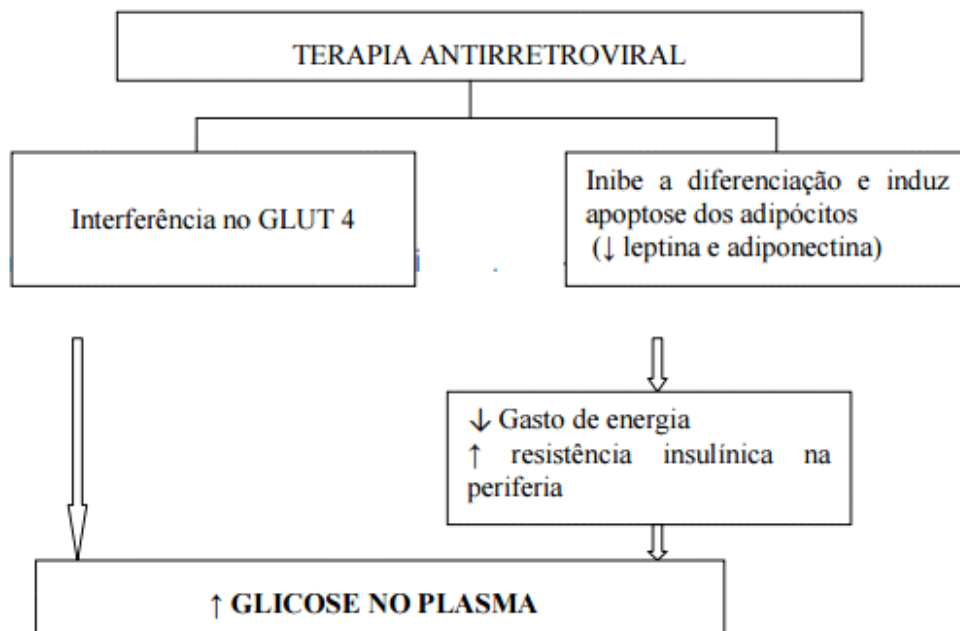 TERAPIA ANTIRRETROVIRAL
Interferência no GLUT 4
Inibe a diferenciação e induz
apoptose dos adipócitos
(↓ leptina e adiponectina)
↓ Gasto de energia
↑ resistência insulínica na
periferia
↑ GLICOSE NO PLASMA